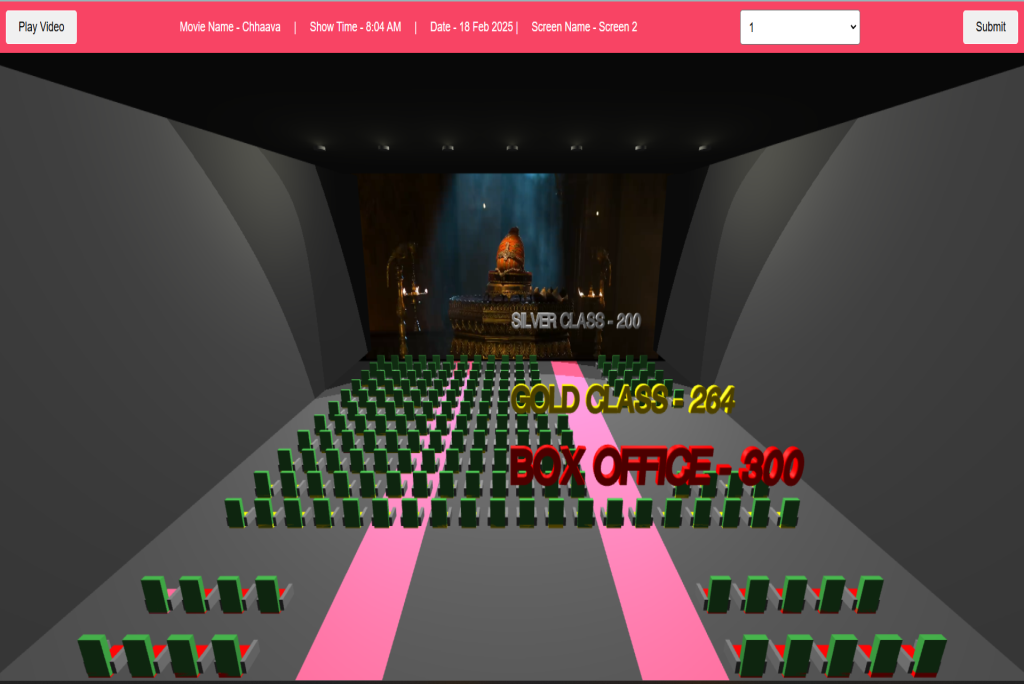 Play Video
Movie Name - Chhaava | Show Time - 8:04 AM | Date - 18 Feb 2025 | Screen Name - Screen 2
1
Submit
SILVER CLASS - 200
GOLD CLASS - 264
BOX OFFICE - 300